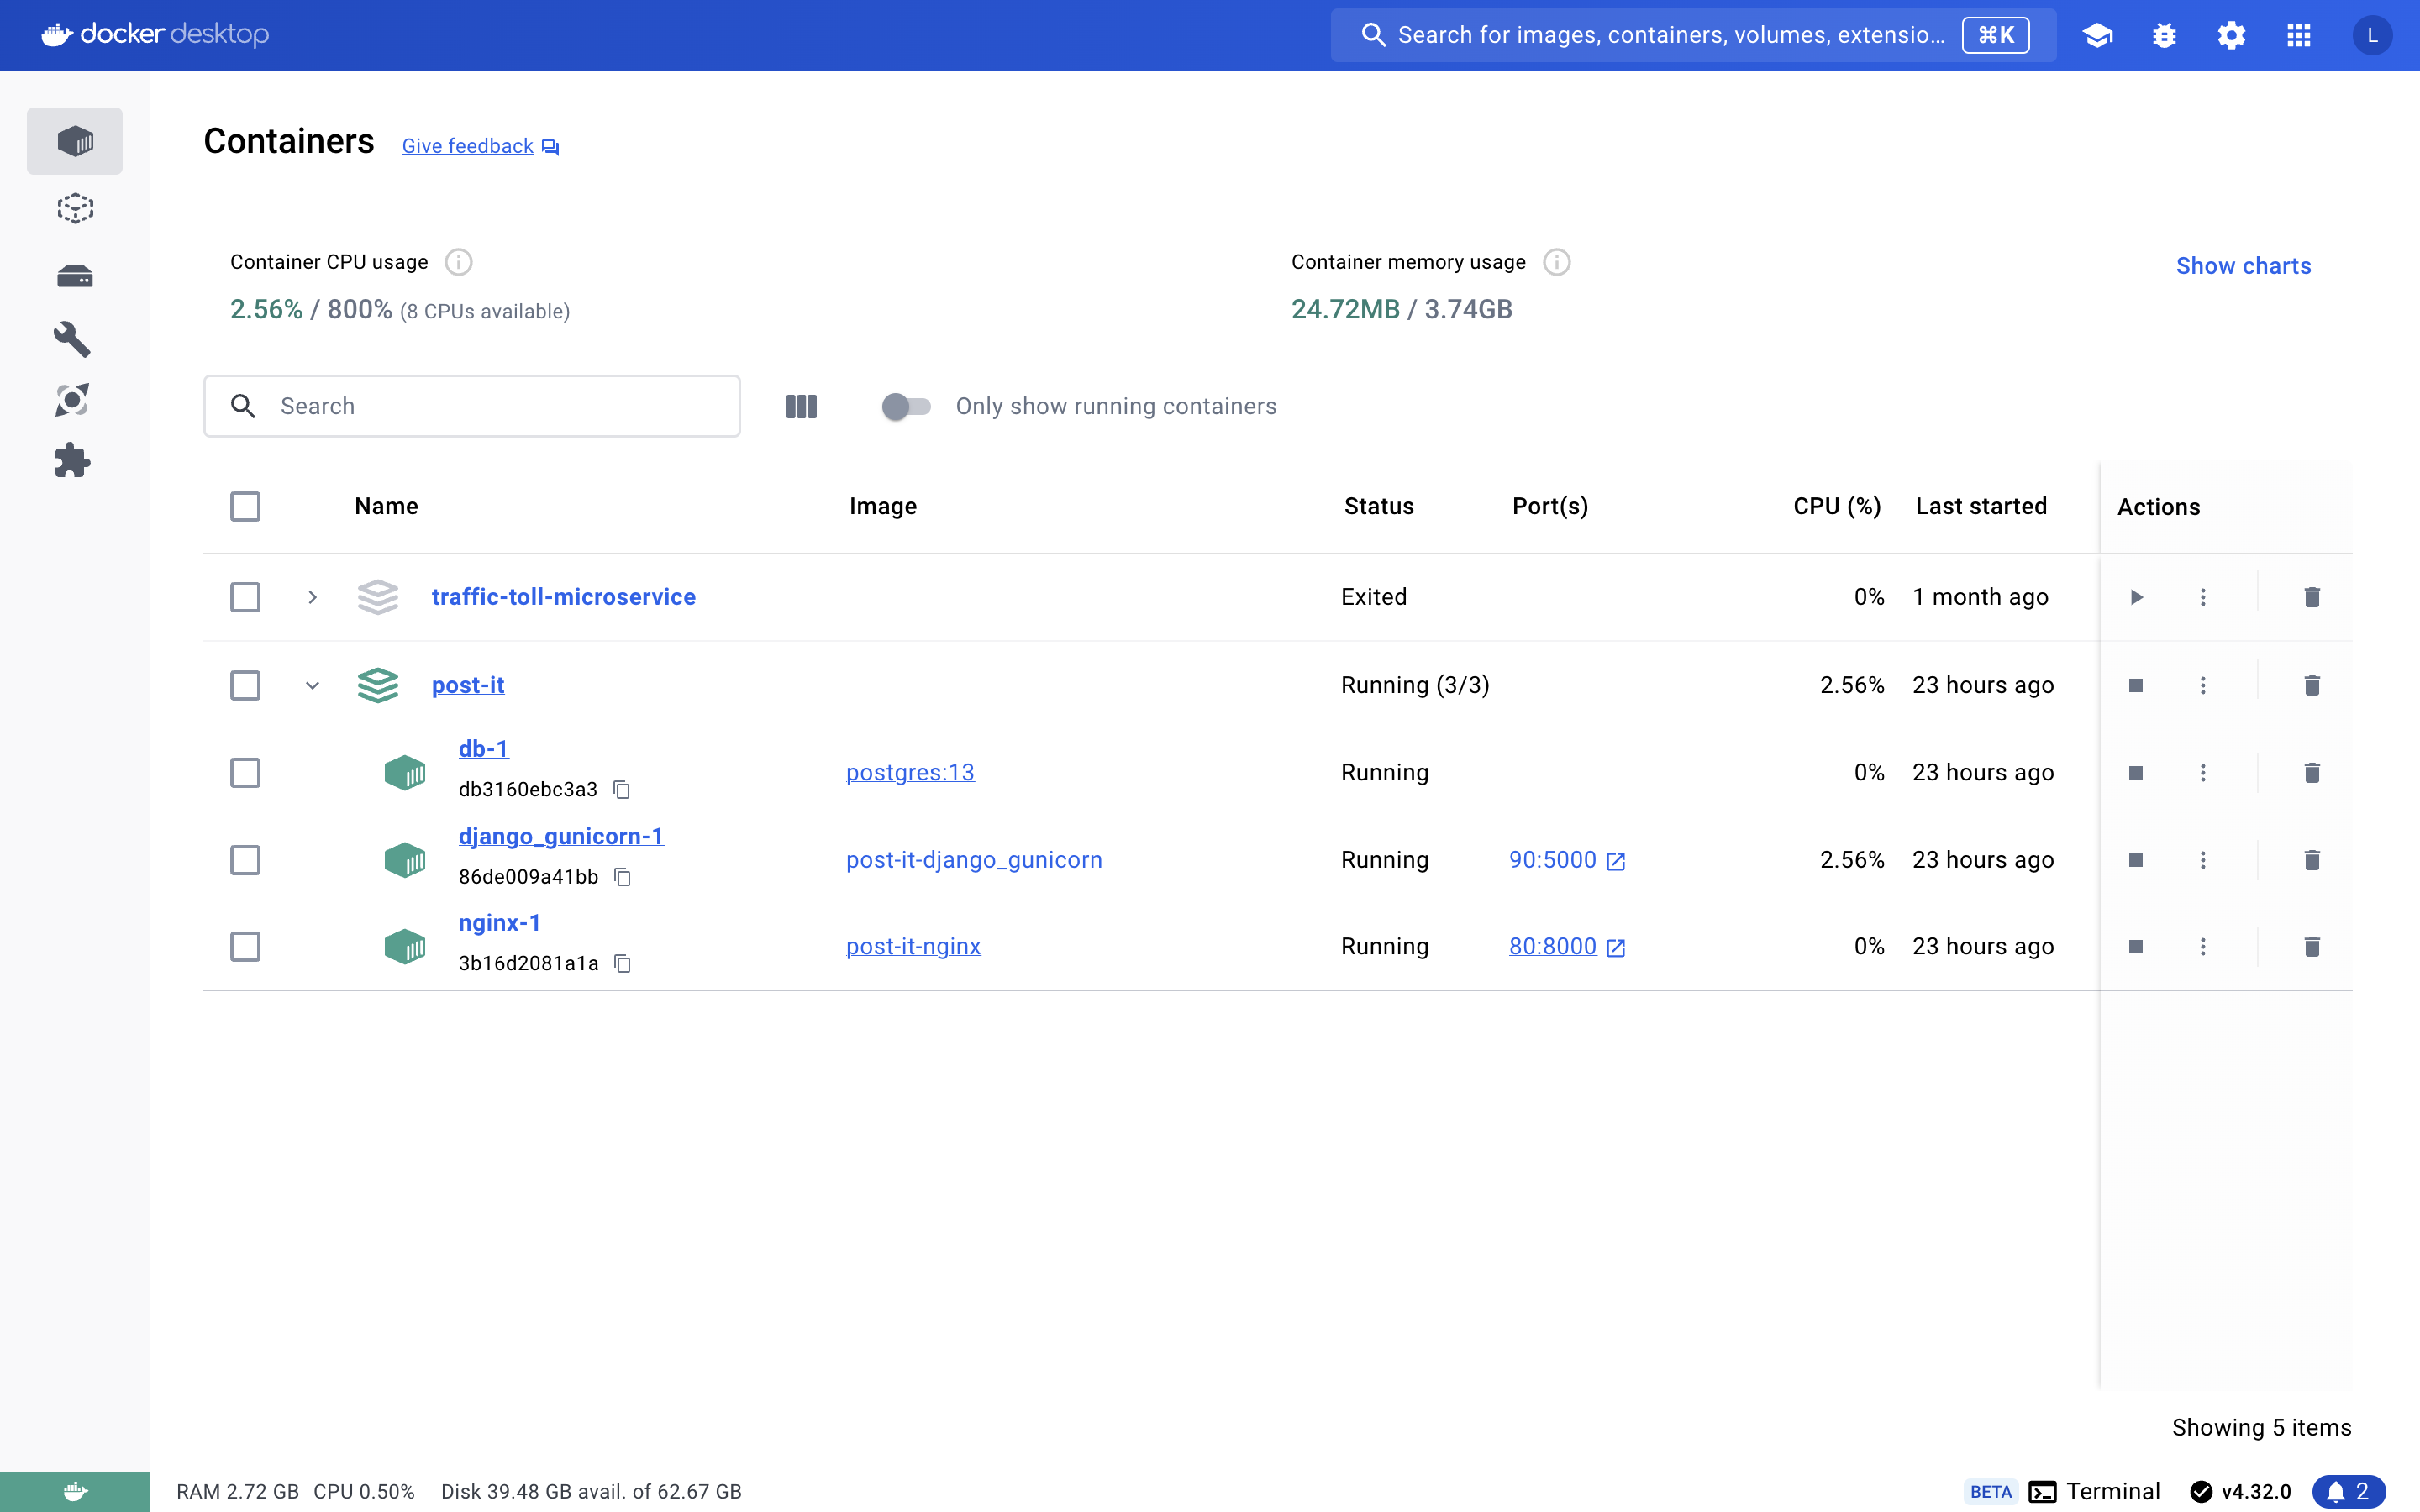 docker desktop
Search for images, containers, volumes, extensio... ⌘K
L
Containers Give feedback
Container CPU usage
2.56% / 800% (8 CPUs available)
Container memory usage
24.72MB / 3.74GB
Show charts
Search
Only show running containers
Name Image Status Port(s) CPU (%) Last started Actions
traffic-toll-microservice Exited 0% 1 month ago
post-it Running (3/3) 2.56% 23 hours ago
db-1
db3160ebc3a3
postgres:13 Running 0% 23 hours ago
django_gunicorn-1
86de009a41bb
post-it-django_gunicorn Running 90:5000 2.56% 23 hours ago
nginx-1
3b16d2081a1a
post-it-nginx Running 80:8000 0% 23 hours ago
Showing 5 items
RAM 2.72 GB CPU 0.50% Disk 39.48 GB avail. of 62.67 GB
BETA Terminal v4.32.0 2